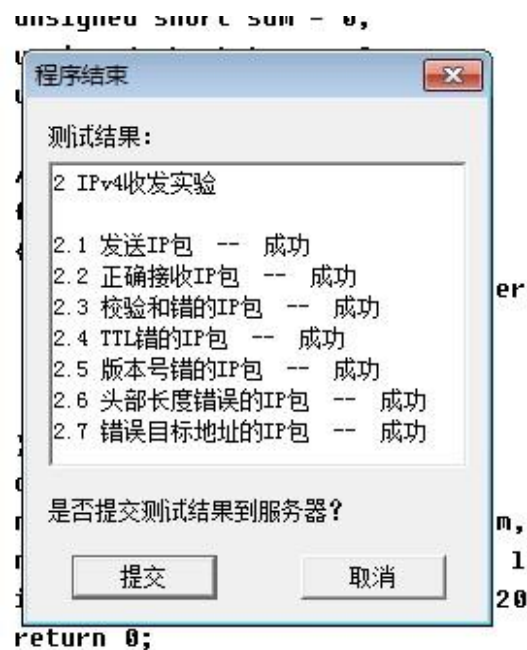 unsigned short sum = 0,
程序结束
测试结果:
2 IPv4收发实验
2.1 发送IP包 -- 成功
2.2 正确接收IP包 -- 成功
2.3 校验和错的IP包 -- 成功
2.4 TTL错的IP包 -- 成功
2.5 版本号错的IP包 -- 成功
2.6 头部长度错误的IP包 -- 成功
2.7 错误目标地址的IP包 -- 成功
er
是否提交测试结果到服务器?
m,
提交
取消
l
20
return 0;